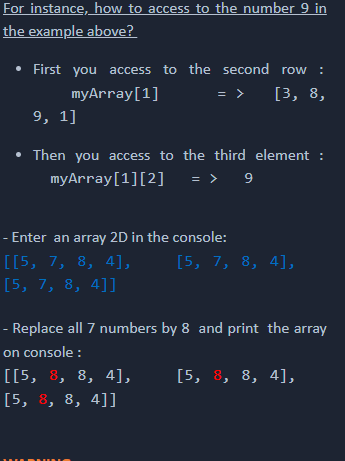 For instance, how to access to the number 9 in
the example above?
• First you access to the second row :
myArray[1] = > [3, 8,
9, 1]
• Then you access to the third element :
myArray[1][2] = > 9
- Enter an array 2D in the console:
[[5, 7, 8, 4], [5, 7, 8, 4],
[5, 7, 8, 4]]
- Replace all 7 numbers by 8 and print the array
on console :
[[5, 8, 8, 4], [5, 8, 8, 4],
[5, 8, 8, 4]]